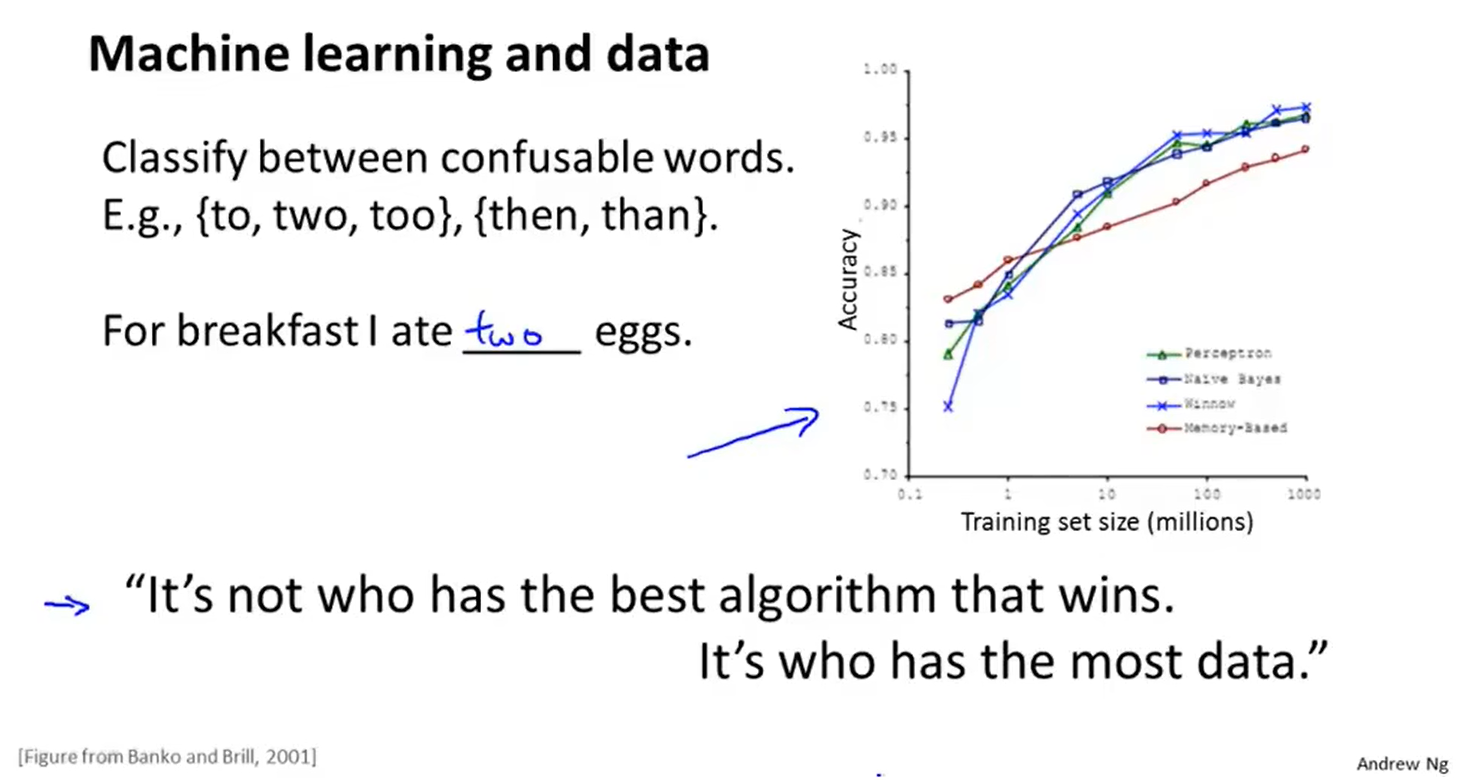 Machine learning and data
Classify between confusable words.
E.g., {to, two, too}, {then, than}.
For breakfast I ate two eggs.
1.00
0.95
0.90
0.85
0.80
0.75
0.70
Accuracy
0.1 1 10 100 1000
Training set size (millions)
Perceptron
Naïve Bayes
Winnow
Memory-Based
“It’s not who has the best algorithm that wins.
It’s who has the most data.”
[Figure from Banko and Brill, 2001]
Andrew Ng